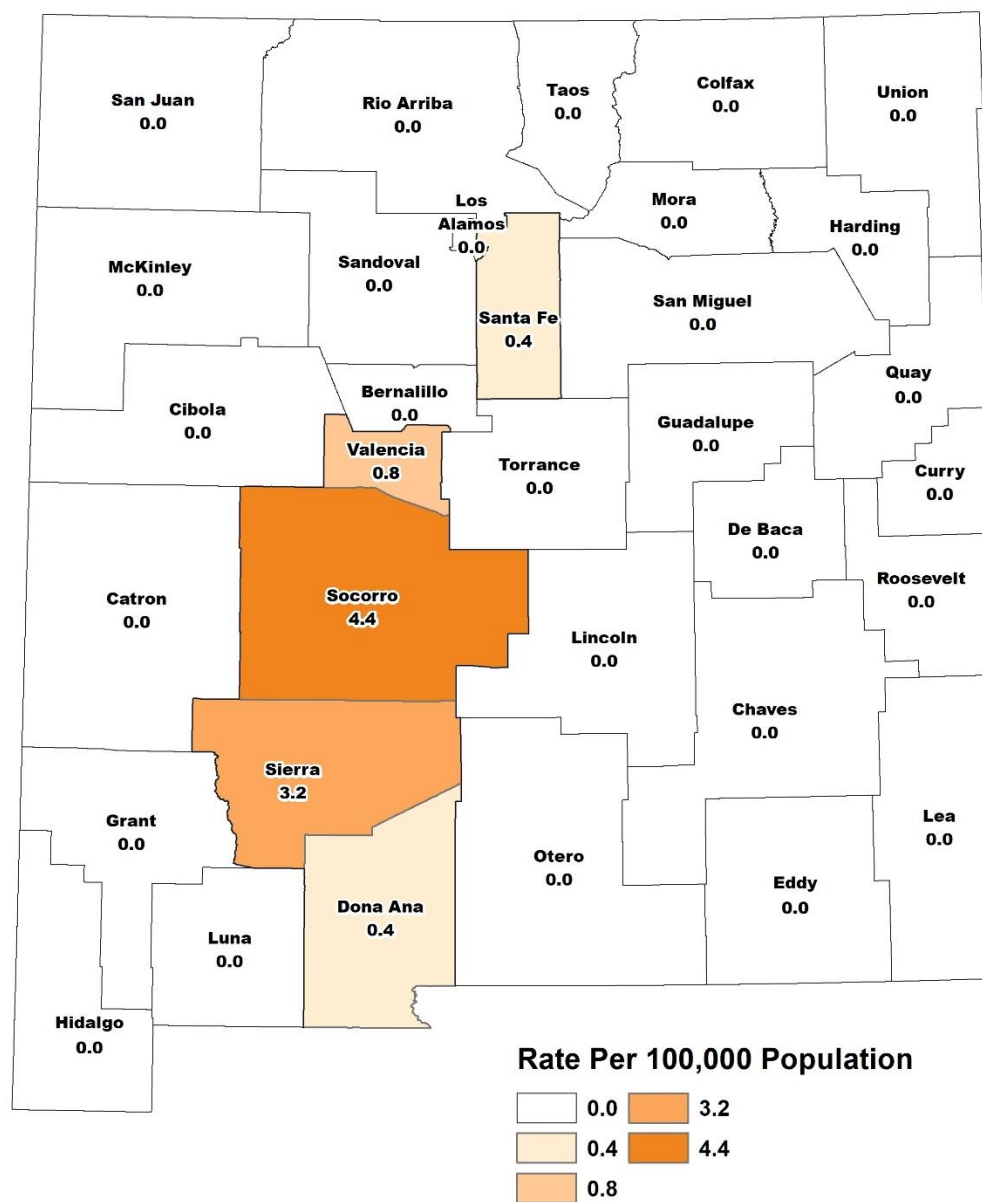 San Juan
0.0
Rio Arriba
0.0
Taos
0.0
Colfax
0.0
Union
0.0
Los
Alamos
0.0
Mora
0.0
Harding
0.0
McKinley
0.0
Sandoval
0.0
Santa Fe
0.4
San Miguel
0.0
Quay
0.0
Cibola
0.0
Bernalillo
0.0
Guadalupe
0.0
Valencia
0.8
Torrance
0.0
Curry
0.0
De Baca
0.0
Roosevelt
0.0
Catron
0.0
Socorro
4.4
Lincoln
0.0
Chaves
0.0
Sierra
3.2
Grant
0.0
Lea
0.0
Otero
0.0
Eddy
0.0
Dona Ana
0.4
Luna
0.0
Hidalgo
0.0
Rate Per 100,000 Population
0.0 3.2
0.4 4.4
0.8